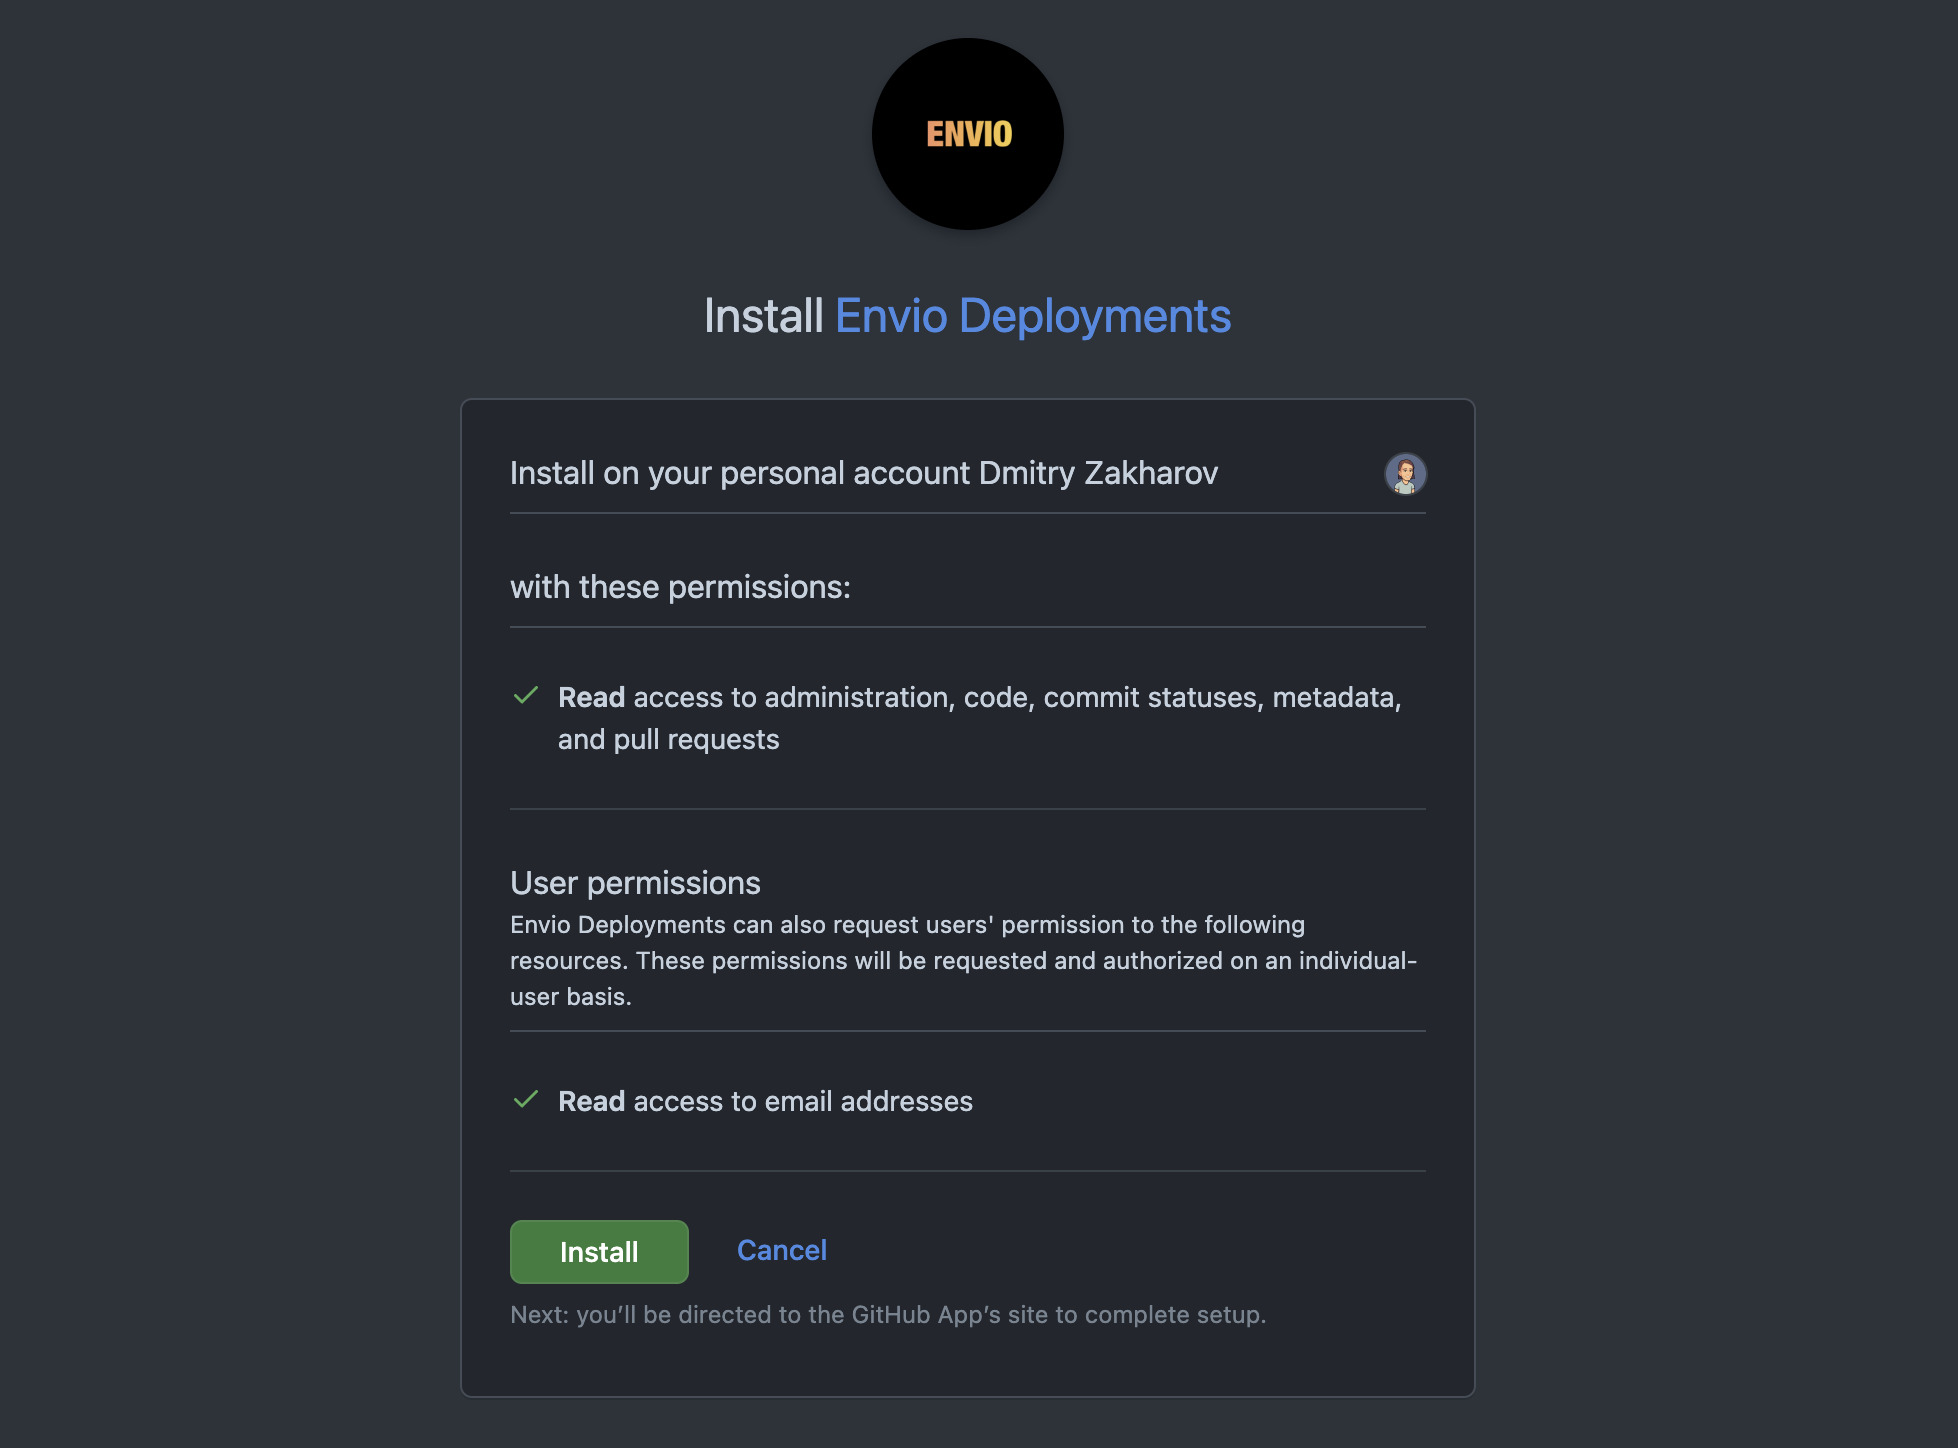 ENVIO
Install Envio Deployments
Install on your personal account Dmitry Zakharov
with these permissions:
Read access to administration, code, commit statuses, metadata,
and pull requests
User permissions
Envio Deployments can also request users' permission to the following
resources. These permissions will be requested and authorized on an individual-
user basis.
Read access to email addresses
Install Cancel
Next: you’ll be directed to the GitHub App’s site to complete setup.